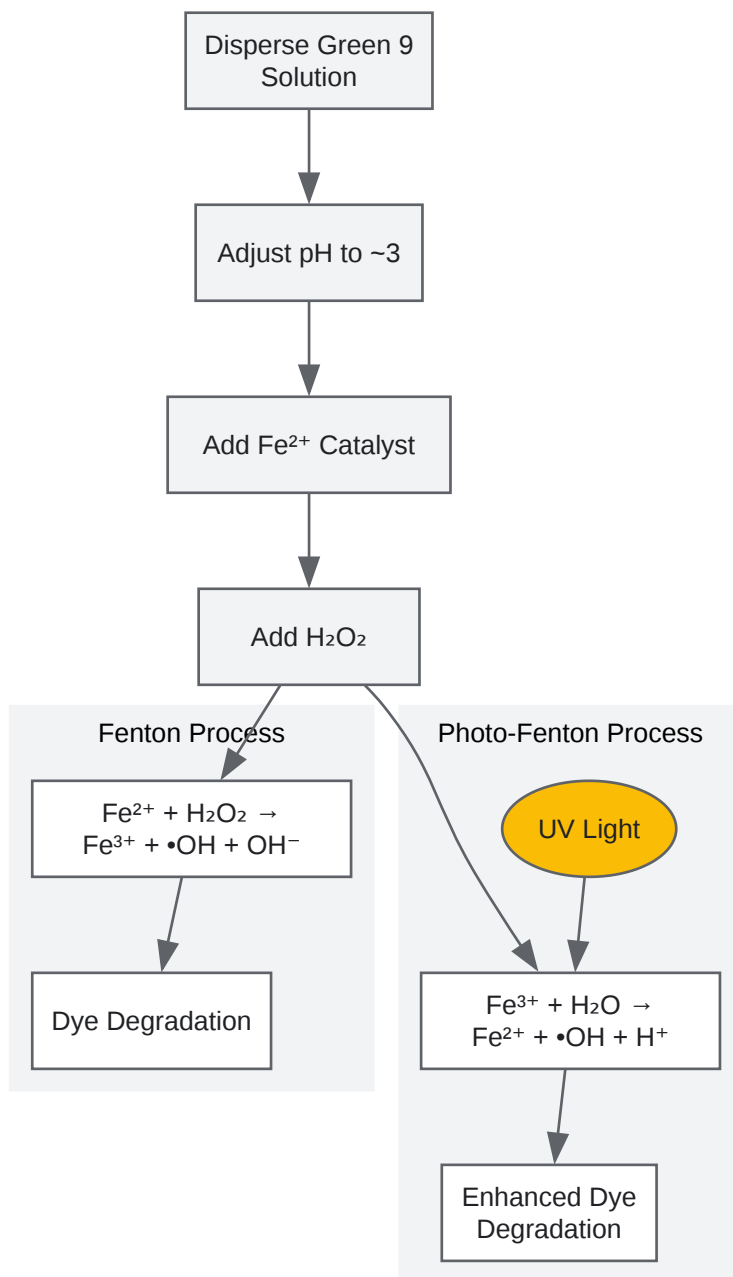 Disperse Green 9
Solution
Adjust pH to ~3
Add Fe²⁺ Catalyst
Add H₂O₂
Fenton Process
Fe²⁺ + H₂O₂ →
Fe³⁺ + •OH + OH⁻
Dye Degradation
Photo-Fenton Process
UV Light
Fe³⁺ + H₂O →
Fe²⁺ + •OH + H⁺
Enhanced Dye
Degradation